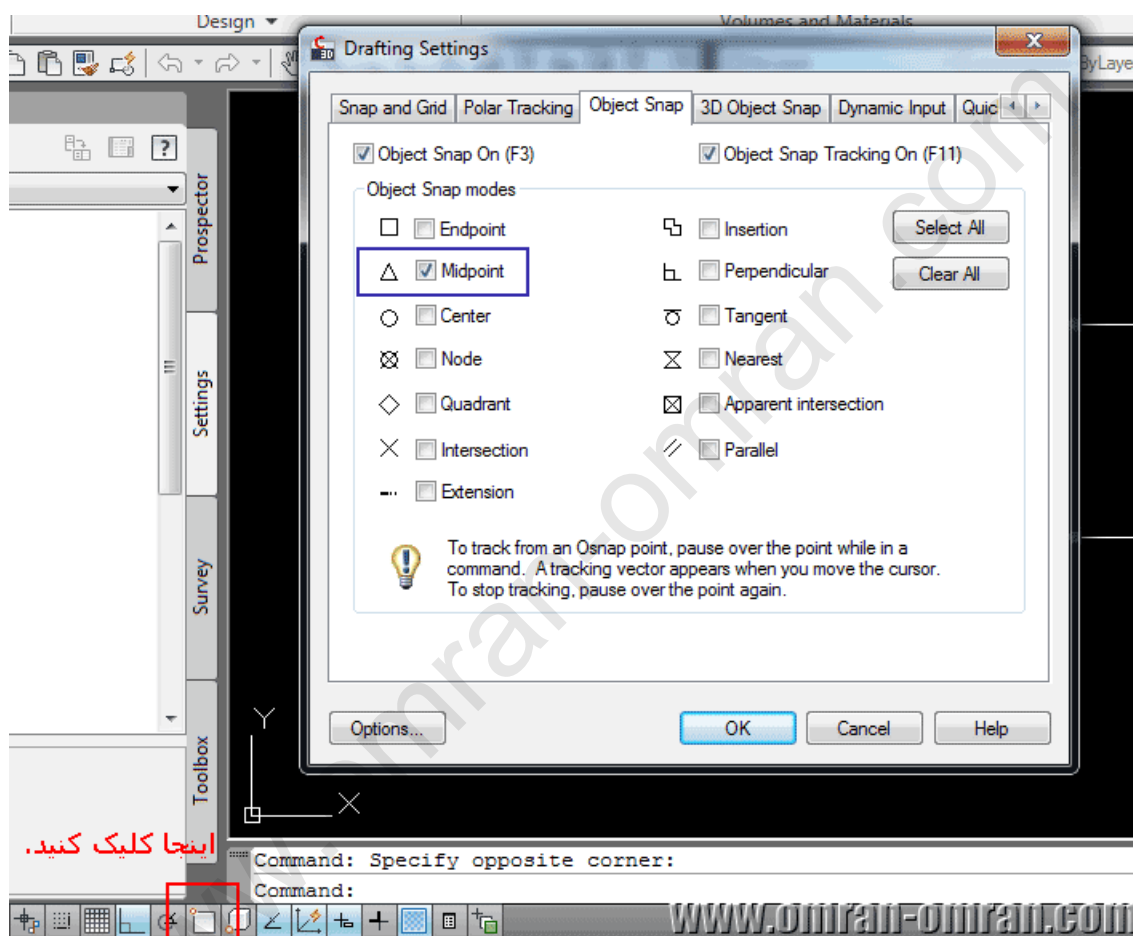 Design
Volumes and Materials
Drafting Settings
ByLaye
Snap and Grid
Polar Tracking
Object Snap
3D Object Snap
Dynamic Input
Quic
Object Snap On (F3)
Object Snap Tracking On (F11)
Object Snap modes
Endpoint
Insertion
Select All
Midpoint
Perpendicular
Clear All
Center
Tangent
Node
Nearest
Quadrant
Apparent intersection
Intersection
Parallel
Extension
To track from an Osnap point, pause over the point while in a
command. A tracking vector appears when you move the cursor.
To stop tracking, pause over the point again.
Options...
OK
Cancel
Help
Prospector
Settings
Survey
Toolbox
Y
X
اینجا کلیک کنید.
Command: Specify opposite corner:
Command:
www.omran-omran.com
www.omran-omran.com